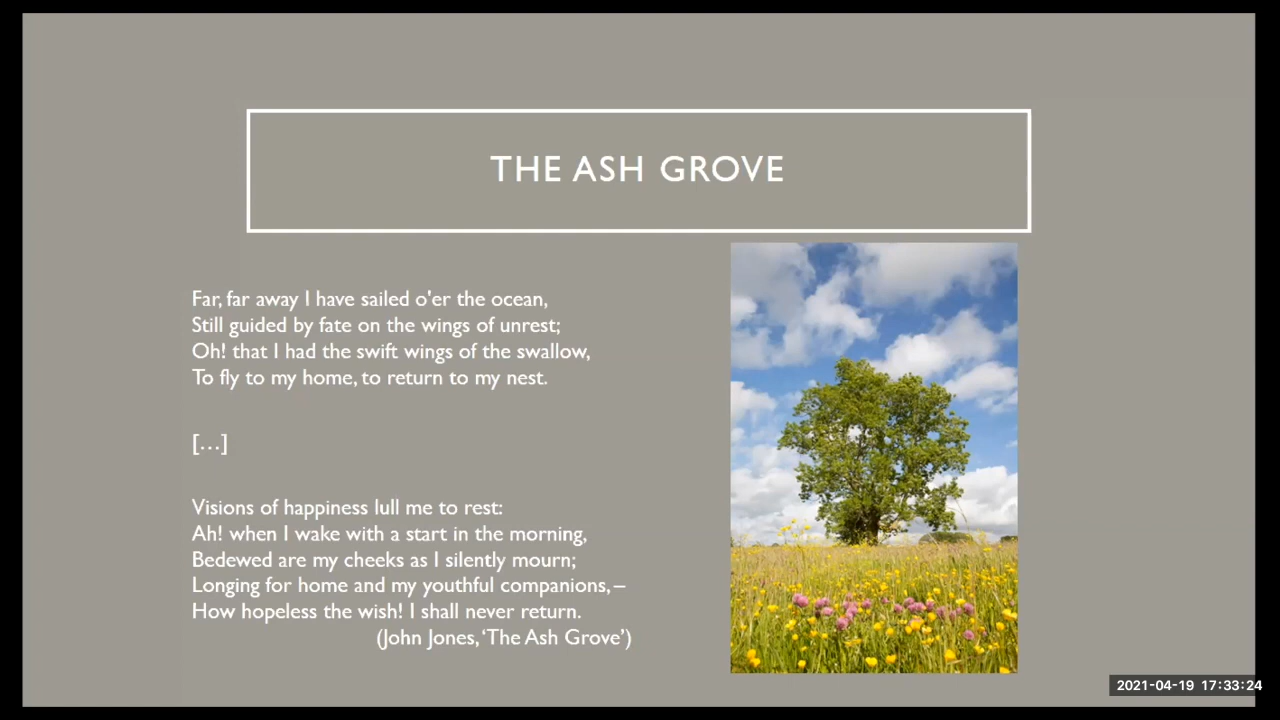 THE ASH GROVE
Far, far away I have sailed o'er the ocean,
Still guided by fate on the wings of unrest;
Oh! that I had the swift wings of the swallow,
To fly to my home, to return to my nest.
[…]
Visions of happiness lull me to rest:
Ah! when I wake with a start in the morning,
Bedewed are my cheeks as I silently mourn;
Longing for home and my youthful companions,–
How hopeless the wish! I shall never return.
(John Jones, ‘The Ash Grove’)
2021-04-19 17:33:24